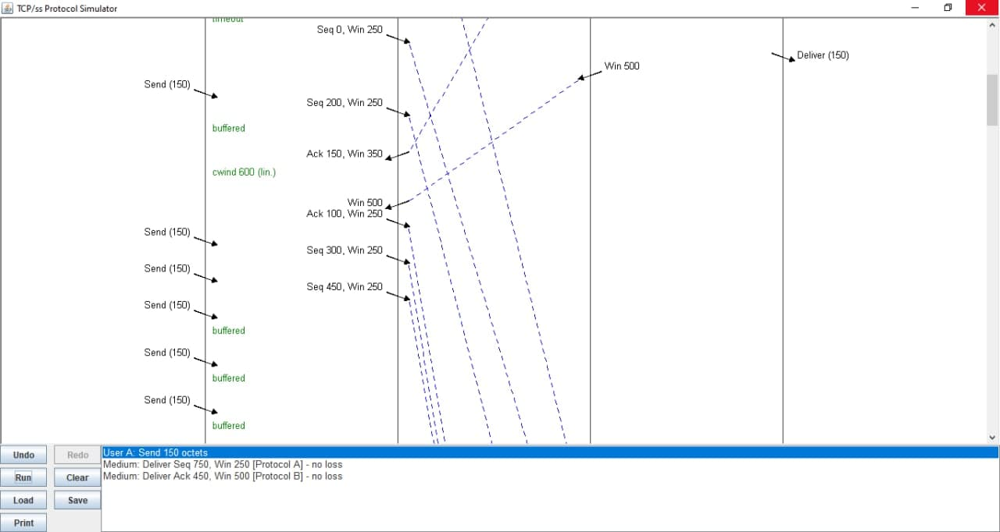 TCP/ss Protocol Simulator
timeout
Seq 0, Win 250
Deliver (150)
Win 500
Send (150)
Seq 200, Win 250
buffered
Ack 150, Win 350
cwind 600 (lin.)
Win 500
Ack 100, Win 250
Send (150)
Seq 300, Win 250
Send (150)
Seq 450, Win 250
Send (150)
buffered
Send (150)
buffered
Send (150)
buffered
Undo
Redo
Run
Clear
Load
Save
Print
User A: Send 150 octets
Medium: Deliver Seq 750, Win 250 [Protocol A] - no loss
Medium: Deliver Ack 450, Win 500 [Protocol B] - no loss